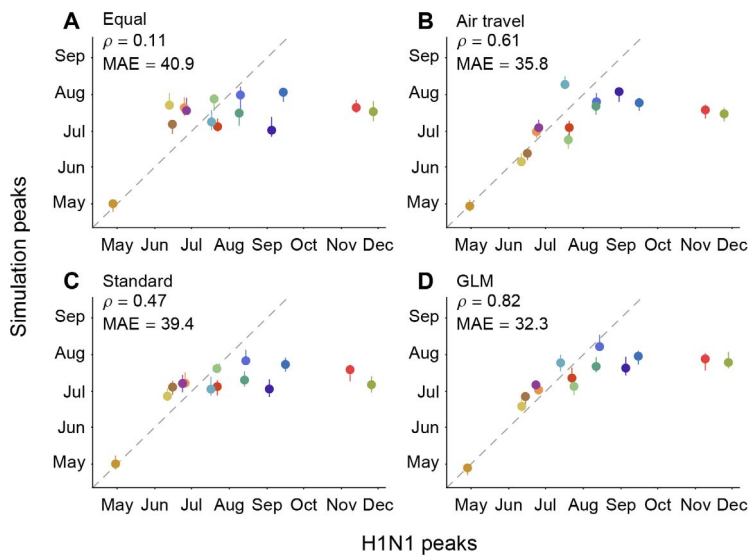 A Equal
ρ = 0.11
MAE = 40.9
Sep
Aug
Jul
Jun
May
May Jun Jul Aug Sep Oct Nov Dec
B Air travel
ρ = 0.61
MAE = 35.8
Sep
Aug
Jul
Jun
May
May Jun Jul Aug Sep Oct Nov Dec
C Standard
ρ = 0.47
MAE = 39.4
Sep
Aug
Jul
Jun
May
May Jun Jul Aug Sep Oct Nov Dec
D GLM
ρ = 0.82
MAE = 32.3
Sep
Aug
Jul
Jun
May
May Jun Jul Aug Sep Oct Nov Dec
Simulation peaks
H1N1 peaks